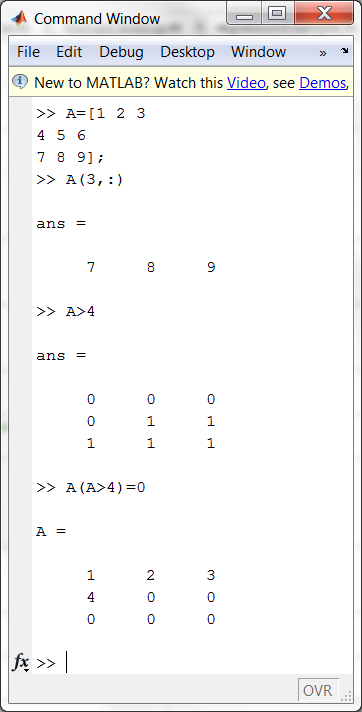 Command Window
File Edit Debug Desktop Window »
New to MATLAB? Watch this Video, see Demos,
>> A=[1 2 3
4 5 6
7 8 9];
>> A(3,:)
ans =
7 8 9
>> A>4
ans =
0 0 0
0 1 1
1 1 1
>> A(A>4)=0
A =
1 2 3
4 0 0
0 0 0
fx >>
OVR